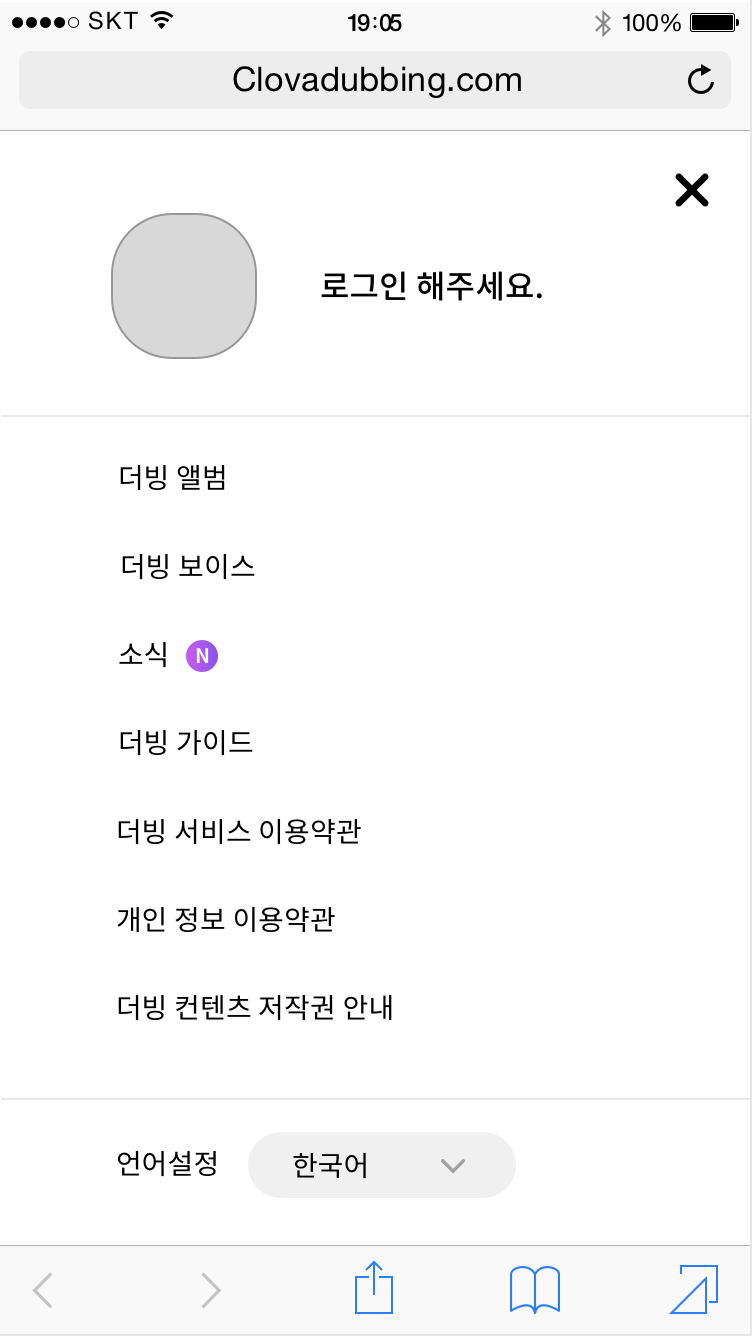 SKT 19:05 100%
Clovadubbing.com
로그인 해주세요.
더빙 앨범
더빙 보이스
소식 N
더빙 가이드
더빙 서비스 이용약관
개인 정보 이용약관
더빙 컨텐츠 저작권 안내
언어설정 한국어